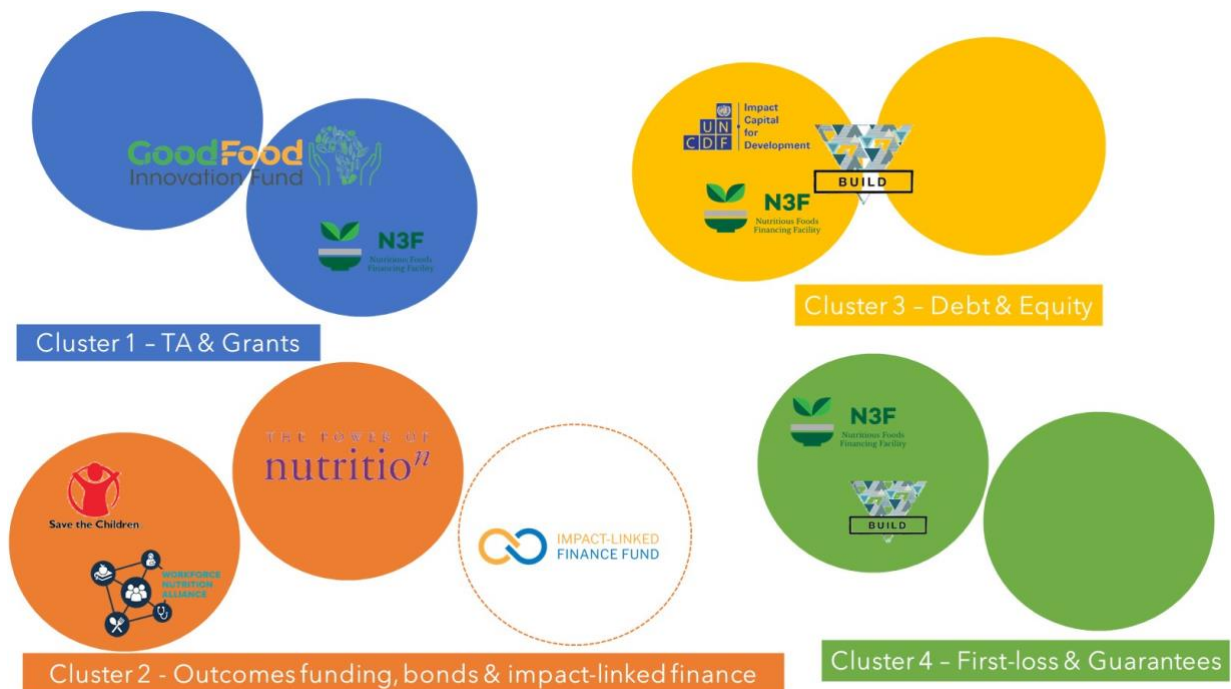 GoodFood
Innovation Fund
N3F
Nutritious Foods
Financing Facility
Cluster 1 – TA & Grants
UN
CDF
Impact
Capital
for
Development
BUILD
N3F
Nutritious Foods
Financing Facility
Cluster 3 – Debt & Equity
Save the Children
WORKFORCE
NUTRITION
ALLIANCE
THE POWER OF
nutrition
IMPACT-LINKED
FINANCE FUND
Cluster 2 - Outcomes funding, bonds & impact-linked finance
N3F
Nutritious Foods
Financing Facility
BUILD
Cluster 4 – First-loss & Guarantees